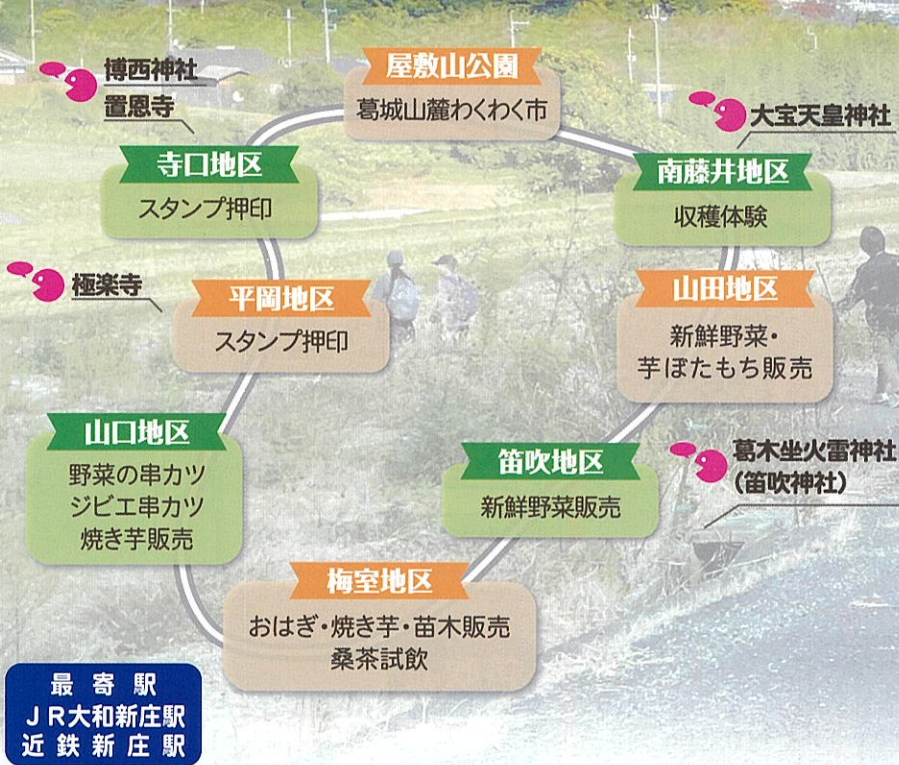 屋敷山公園
葛城山麓わくわく市
博西神社
置恩寺
寺口地区
スタンプ押印
大宝天皇神社
南藤井地区
収穫体験
極楽寺
平岡地区
スタンプ押印
山田地区
新鮮野菜・
芋ぼたもち販売
山口地区
野菜の串カツ
ジビエ串カツ
焼き芋販売
笛吹地区
新鮮野菜販売
葛木坐火雷神社
(笛吹神社)
梅室地区
おはぎ・焼き芋・苗木販売
桑茶試飲
最寄駅
JR大和新庄駅
近鉄新庄駅